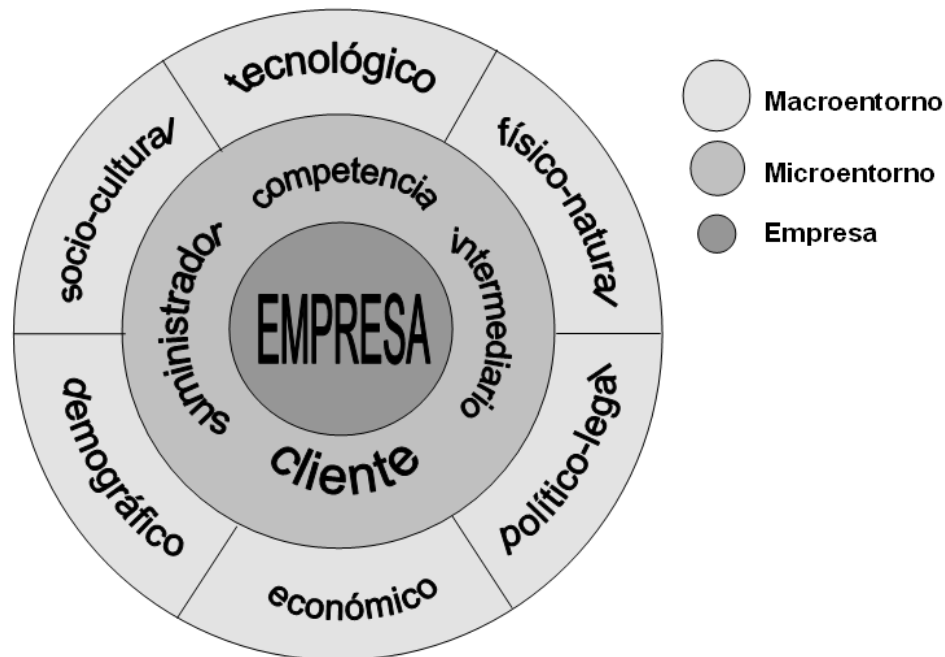 tecnológico
físico-natural
político-legal
económico
demográfico
socio-cultural
competencia
intermediario
cliente
suministrador
EMPRESA
Macroentorno
Microentorno
Empresa